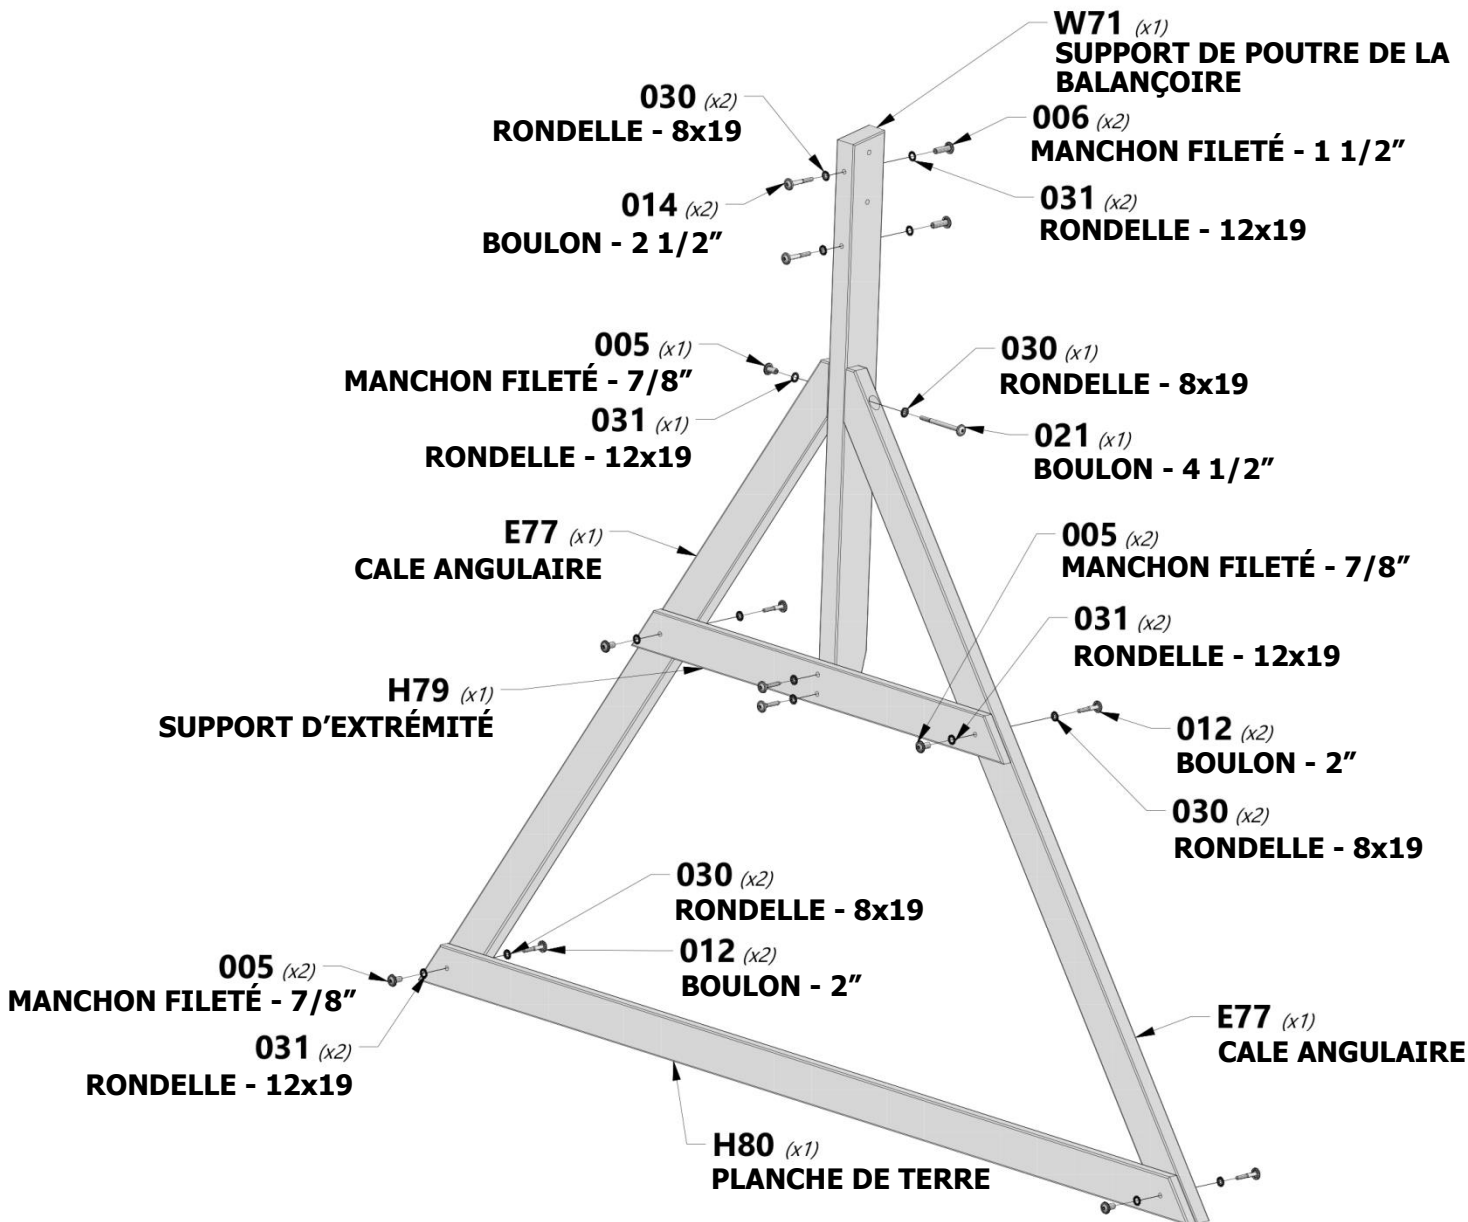 W71 (x1)
SUPPORT DE POUTRE DE LA
BALANÇOIRE
030 (x2)
RONDELLE - 8x19
006 (x2)
MANCHON FILETÉ - 1 1/2”
014 (x2)
BOULON - 2 1/2”
031 (x2)
RONDELLE - 12x19
005 (x1)
MANCHON FILETÉ - 7/8”
030 (x1)
RONDELLE - 8x19
031 (x1)
RONDELLE - 12x19
021 (x1)
BOULON - 4 1/2”
E77 (x1)
CALE ANGULAIRE
005 (x2)
MANCHON FILETÉ - 7/8”
031 (x2)
RONDELLE - 12x19
H79 (x1)
SUPPORT D’EXTRÉMITÉ
012 (x2)
BOULON - 2”
030 (x2)
RONDELLE - 8x19
030 (x2)
RONDELLE - 8x19
012 (x2)
BOULON - 2”
005 (x2)
MANCHON FILETÉ - 7/8”
031 (x2)
RONDELLE - 12x19
E77 (x1)
CALE ANGULAIRE
H80 (x1)
PLANCHE DE TERRE